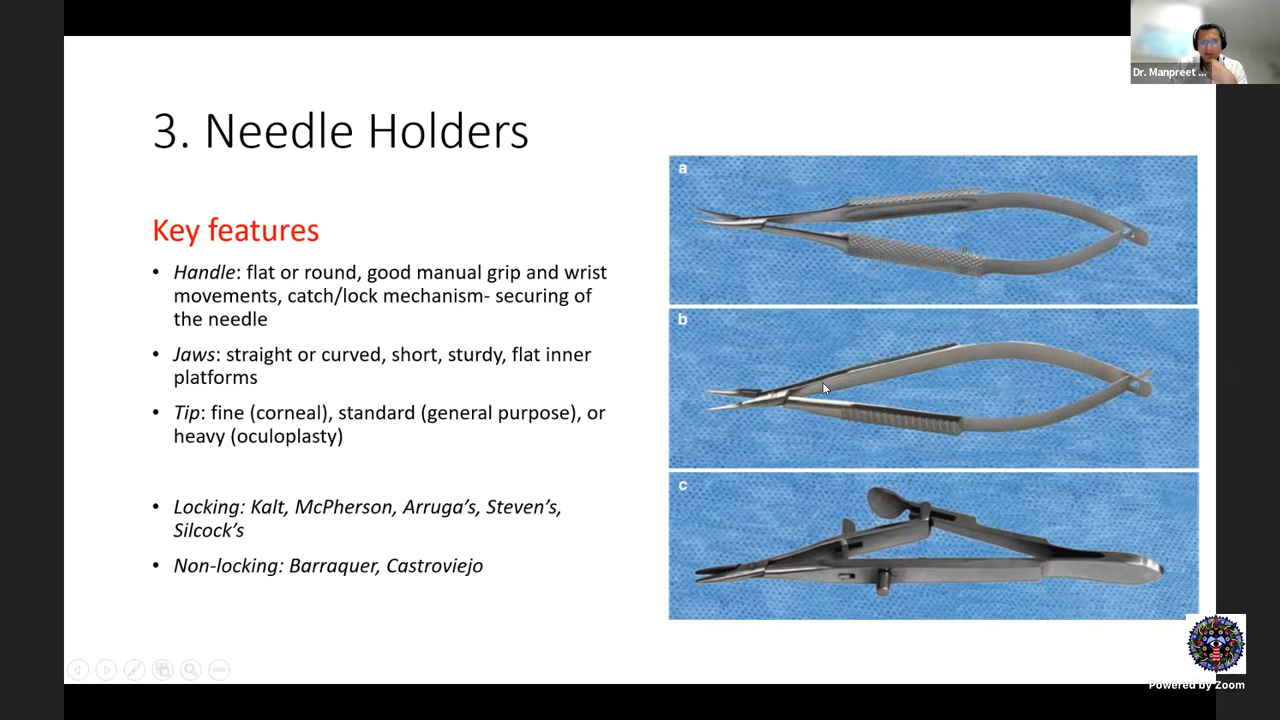 Dr. Manpreet ...
3. Needle Holders
Key features
• Handle: flat or round, good manual grip and wrist
movements, catch/lock mechanism- securing of
the needle
• Jaws: straight or curved, short, sturdy, flat inner
platforms
• Tip: fine (corneal), standard (general purpose), or
heavy (oculoplasty)
• Locking: Kalt, McPherson, Arruga’s, Steven’s,
Silcock’s
• Non-locking: Barraquer, Castroviejo
a
b
c
Powered by Zoom